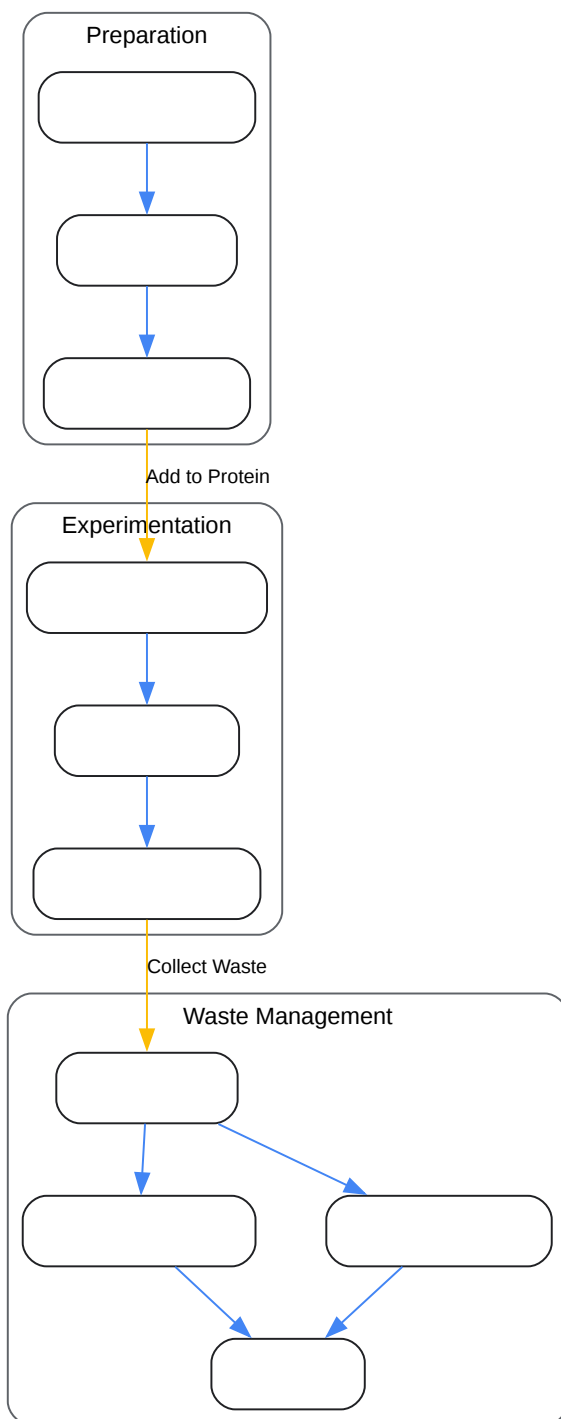 Preparation
Add to Protein
Experimentation
Collect Waste
Waste Management